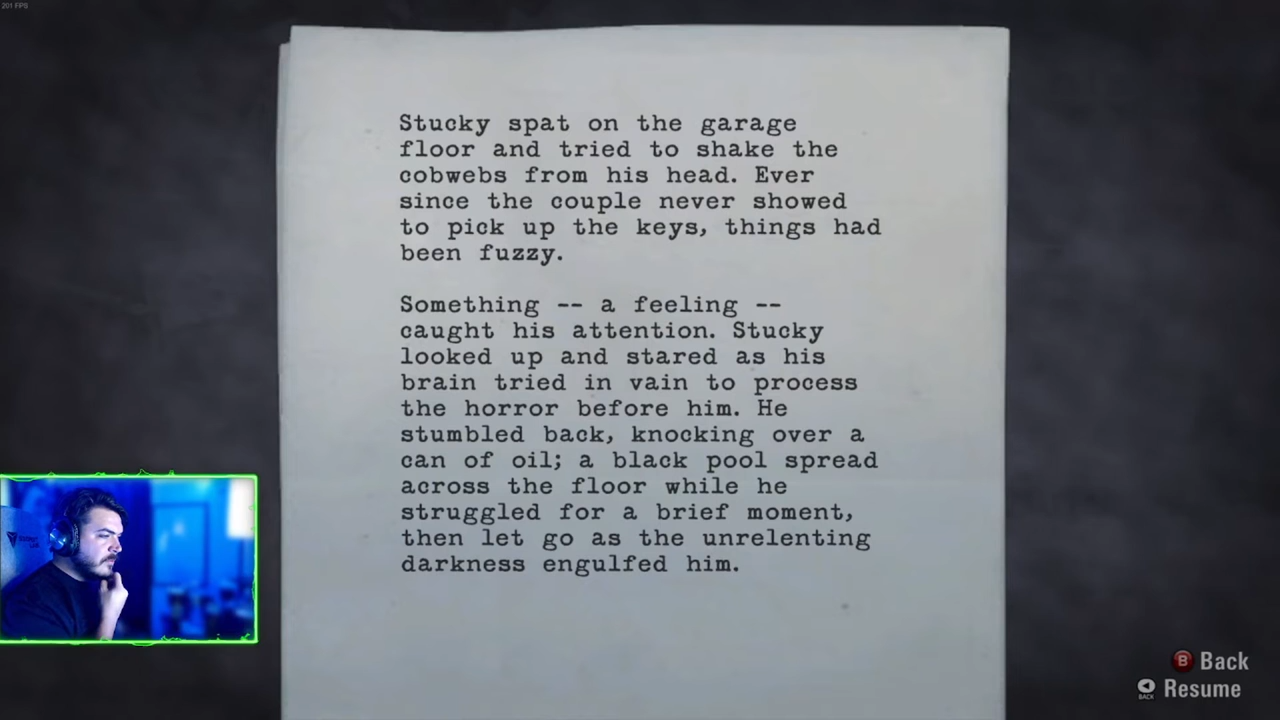 201 FPS
Stucky spat on the garage
floor and tried to shake the
cobwebs from his head. Ever
since the couple never showed
to pick up the keys, things had
been fuzzy.
Something -- a feeling --
caught his attention. Stucky
looked up and stared as his
brain tried in vain to process
the horror before him. He
stumbled back, knocking over a
can of oil; a black pool spread
across the floor while he
struggled for a brief moment,
then let go as the unrelenting
darkness engulfed him.
B Back
BACK Resume